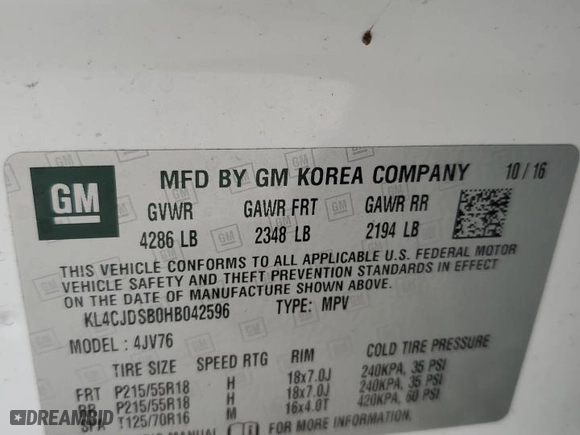 GM
MFD BY GM KOREA COMPANY 10/16
GVWR GAWR FRT GAWR RR
4286 LB 2348 LB 2194 LB
THIS VEHICLE CONFORMS TO ALL APPLICABLE U.S. FEDERAL MOTOR
VEHICLE SAFETY AND THEFT PREVENTION STANDARDS IN EFFECT
ON THE DATE OF MANUFACTURE SHOWN ABOVE.
KL4CJDSB0HB042596 TYPE: MPV
MODEL: 4JV76
TIRE SIZE SPEED RTG RIM COLD TIRE PRESSURE
FRT P215/55R18 H 18x7.0J 240KPA, 35 PSI
RR P215/55R18 H 18x7.0J 240KPA, 35 PSI
SPA T125/70R16 M 16x4.0T 420KPA, 60 PSI
MANUAL FOR MORE INFORMATION.
DREAMBID